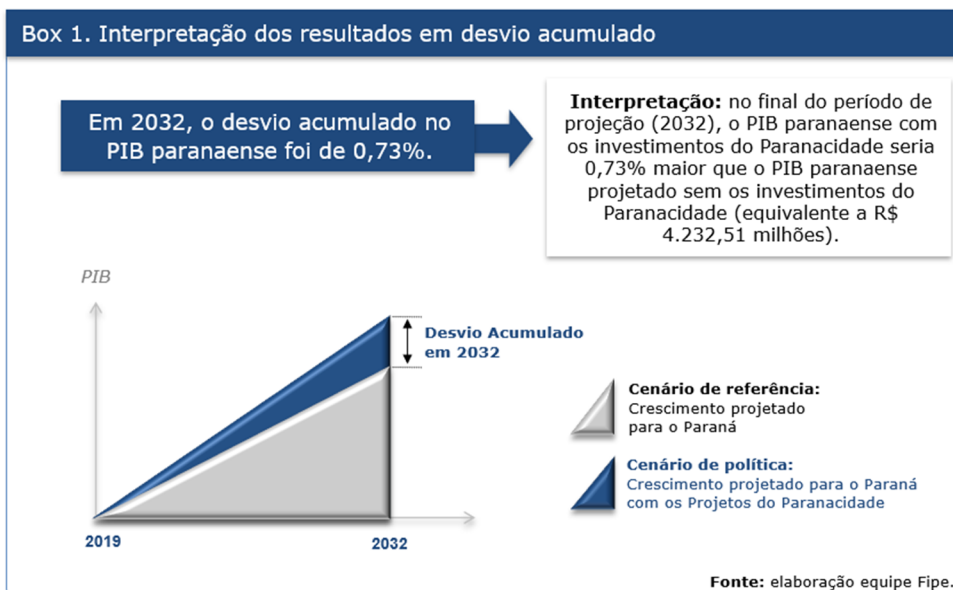 Box 1. Interpretação dos resultados em desvio acumulado
Em 2032, o desvio acumulado no
PIB paranaense foi de 0,73%.
Interpretação: no final do período de
projeção (2032), o PIB paranaense com
os investimentos do Paranacidade seria
0,73% maior que o PIB paranaense
projetado sem os investimentos do
Paranacidade (equivalente a R$
4.232,51 milhões).
PIB
Desvio Acumulado
em 2032
Cenário de referência:
Crescimento projetado
para o Paraná
Cenário de política:
Crescimento projetado para o Paraná
com os Projetos do Paranacidade
2019
2032
Fonte: elaboração equipe Fipe.